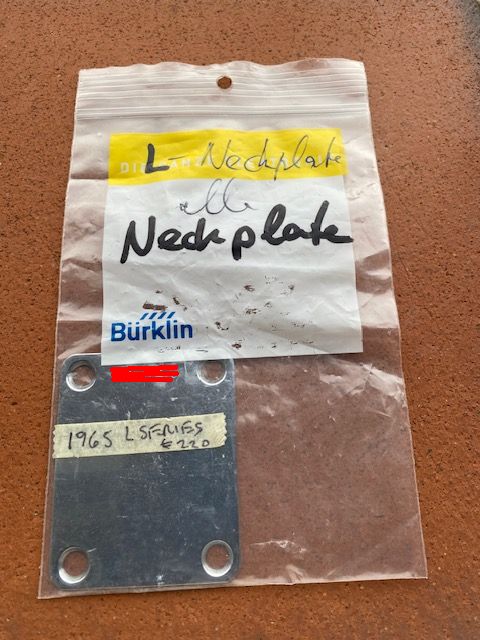 L-Neckplate
Neckplate
Bürklin
1965 L SERIES
€220